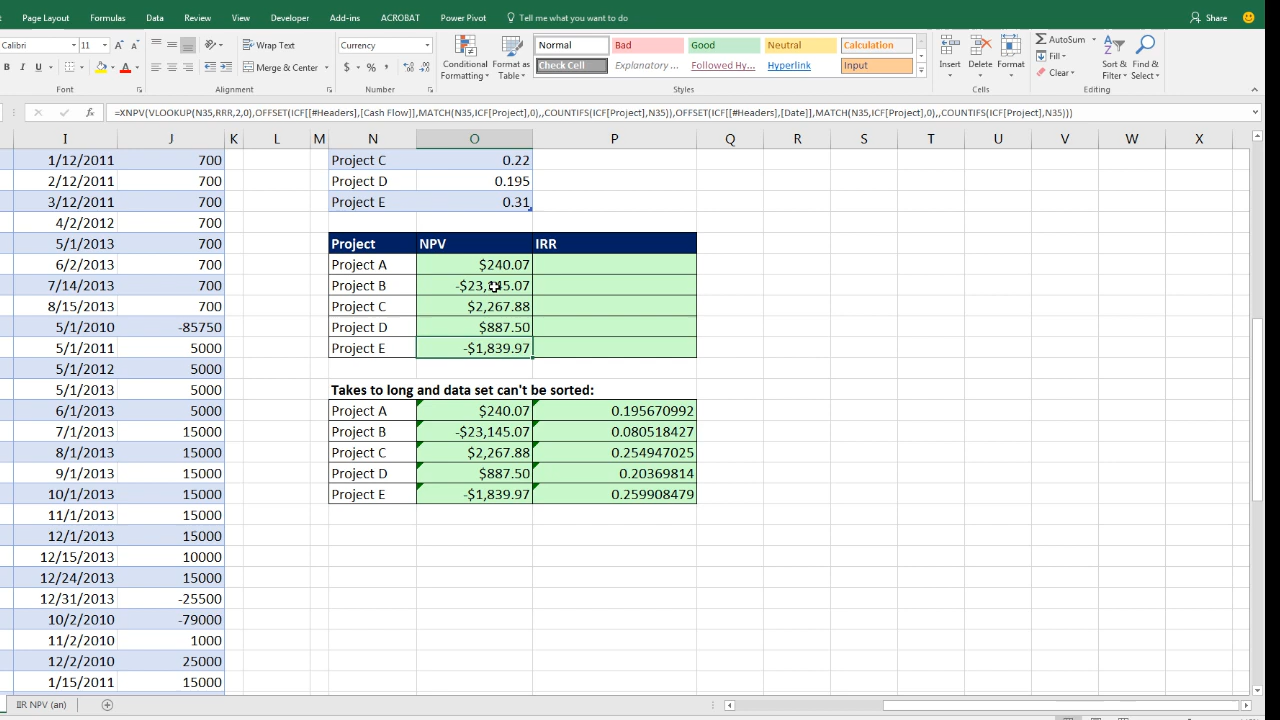 Page Layout Formulas Data Review View Developer Add-ins ACROBAT Power Pivot Tell me what you want to do Share
Calibri 11 A A Wrap Text Currency Conditional Formatting Format as Table Normal Bad Good Neutral Calculation Insert Delete Format AutoSum Sort & Filter Find & Select
B I U A Merge & Center $ % , Check Cell Explanatory ... Followed Hy... Hyperlink Input Fill Clear
Font Alignment Number Styles Cells Editing
fx =XNPV(VLOOKUP(N35,RRR,2,0),OFFSET(ICF[[#Headers],[Cash Flow]],MATCH(N35,ICF[Project],0),,COUNTIFS(ICF[Project],N35)),OFFSET(ICF[[#Headers],[Date]],MATCH(N35,ICF[Project],0),,COUNTIFS(ICF[Project],N35)))
I J K L M N O P Q R S T U V W X
1/12/2011 700 Project C 0.22
2/12/2011 700 Project D 0.195
3/12/2011 700 Project E 0.31
4/2/2012 700
5/1/2013 700 Project NPV IRR
6/2/2013 700 Project A $240.07
7/14/2013 700 Project B -$23,145.07
8/15/2013 700 Project C $2,267.88
5/1/2010 -85750 Project D $887.50
5/1/2011 5000 Project E -$1,839.97
5/1/2012 5000
5/1/2013 5000 Takes to long and data set can't be sorted:
6/1/2013 5000 Project A $240.07 0.195670992
7/1/2013 15000 Project B -$23,145.07 0.080518427
8/1/2013 15000 Project C $2,267.88 0.254947025
9/1/2013 15000 Project D $887.50 0.20369814
10/1/2013 15000 Project E -$1,839.97 0.259908479
11/1/2013 15000
12/1/2013 15000
12/15/2013 10000
12/24/2013 15000
12/31/2013 -25500
10/2/2010 -79000
11/2/2010 1000
12/2/2010 25000
1/15/2011 15000
IRR NPV (an)